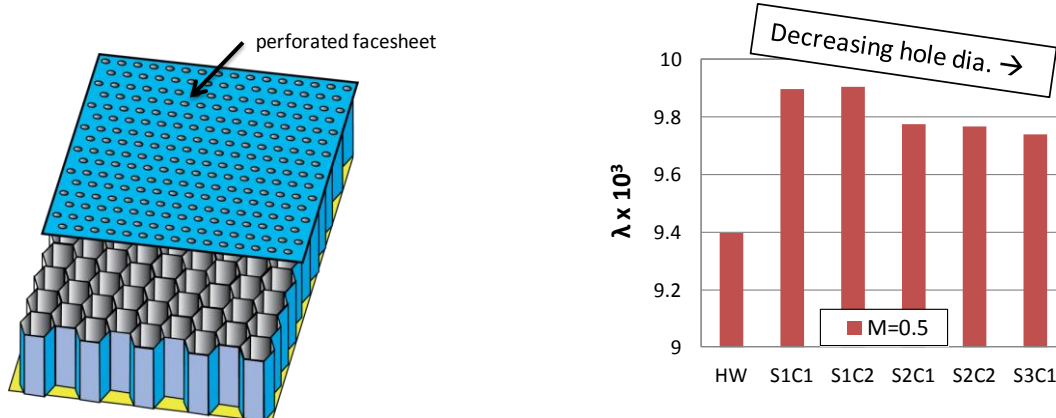 perforated facesheet
Decreasing hole dia. →
10
9.8
9.6
9.4
9.2
9
λ x 10³
M=0.5
HW S1C1 S1C2 S2C1 S2C2 S3C1